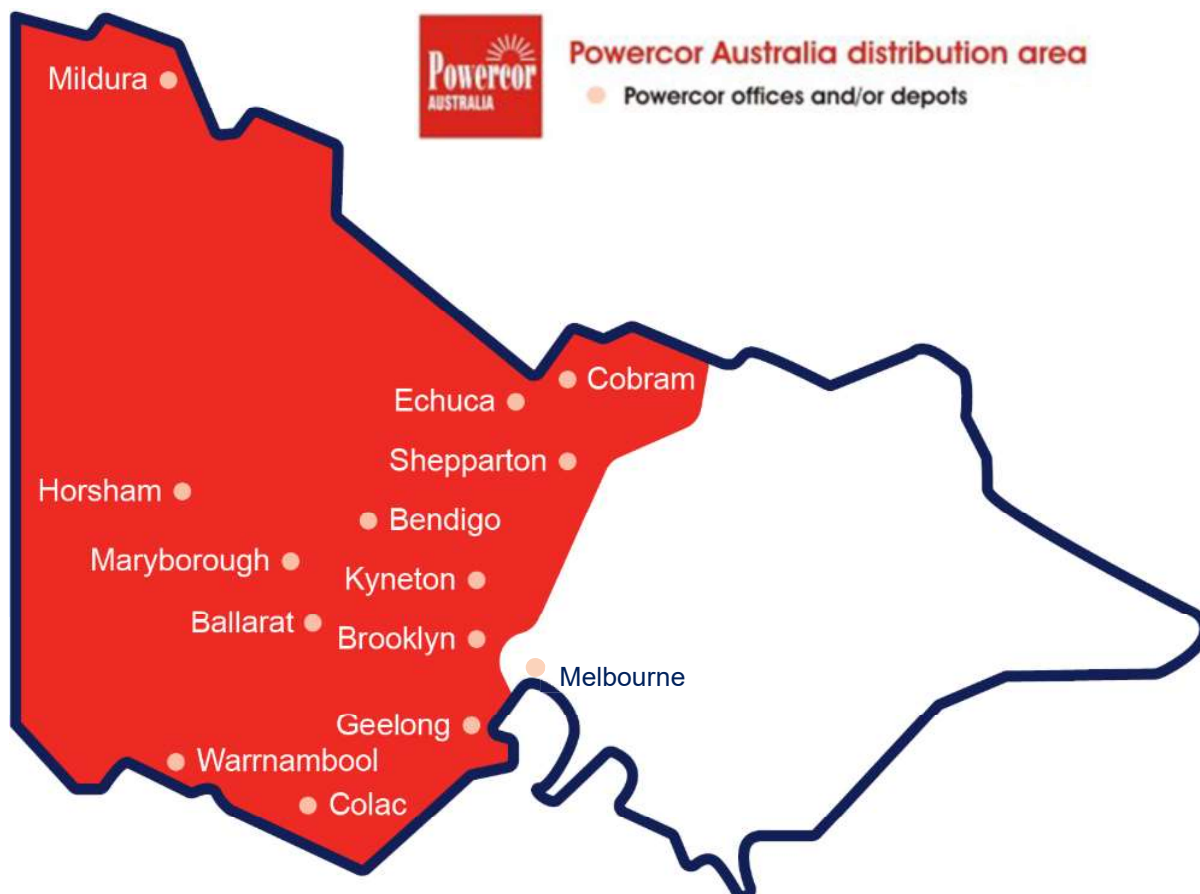 Powercor
AUSTRALIA
Powercor Australia distribution area
Powercor offices and/or depots
Mildura
Cobram
Echuca
Shepparton
Horsham
Bendigo
Maryborough
Kyneton
Ballarat
Brooklyn
Melbourne
Geelong
Warrnambool
Colac